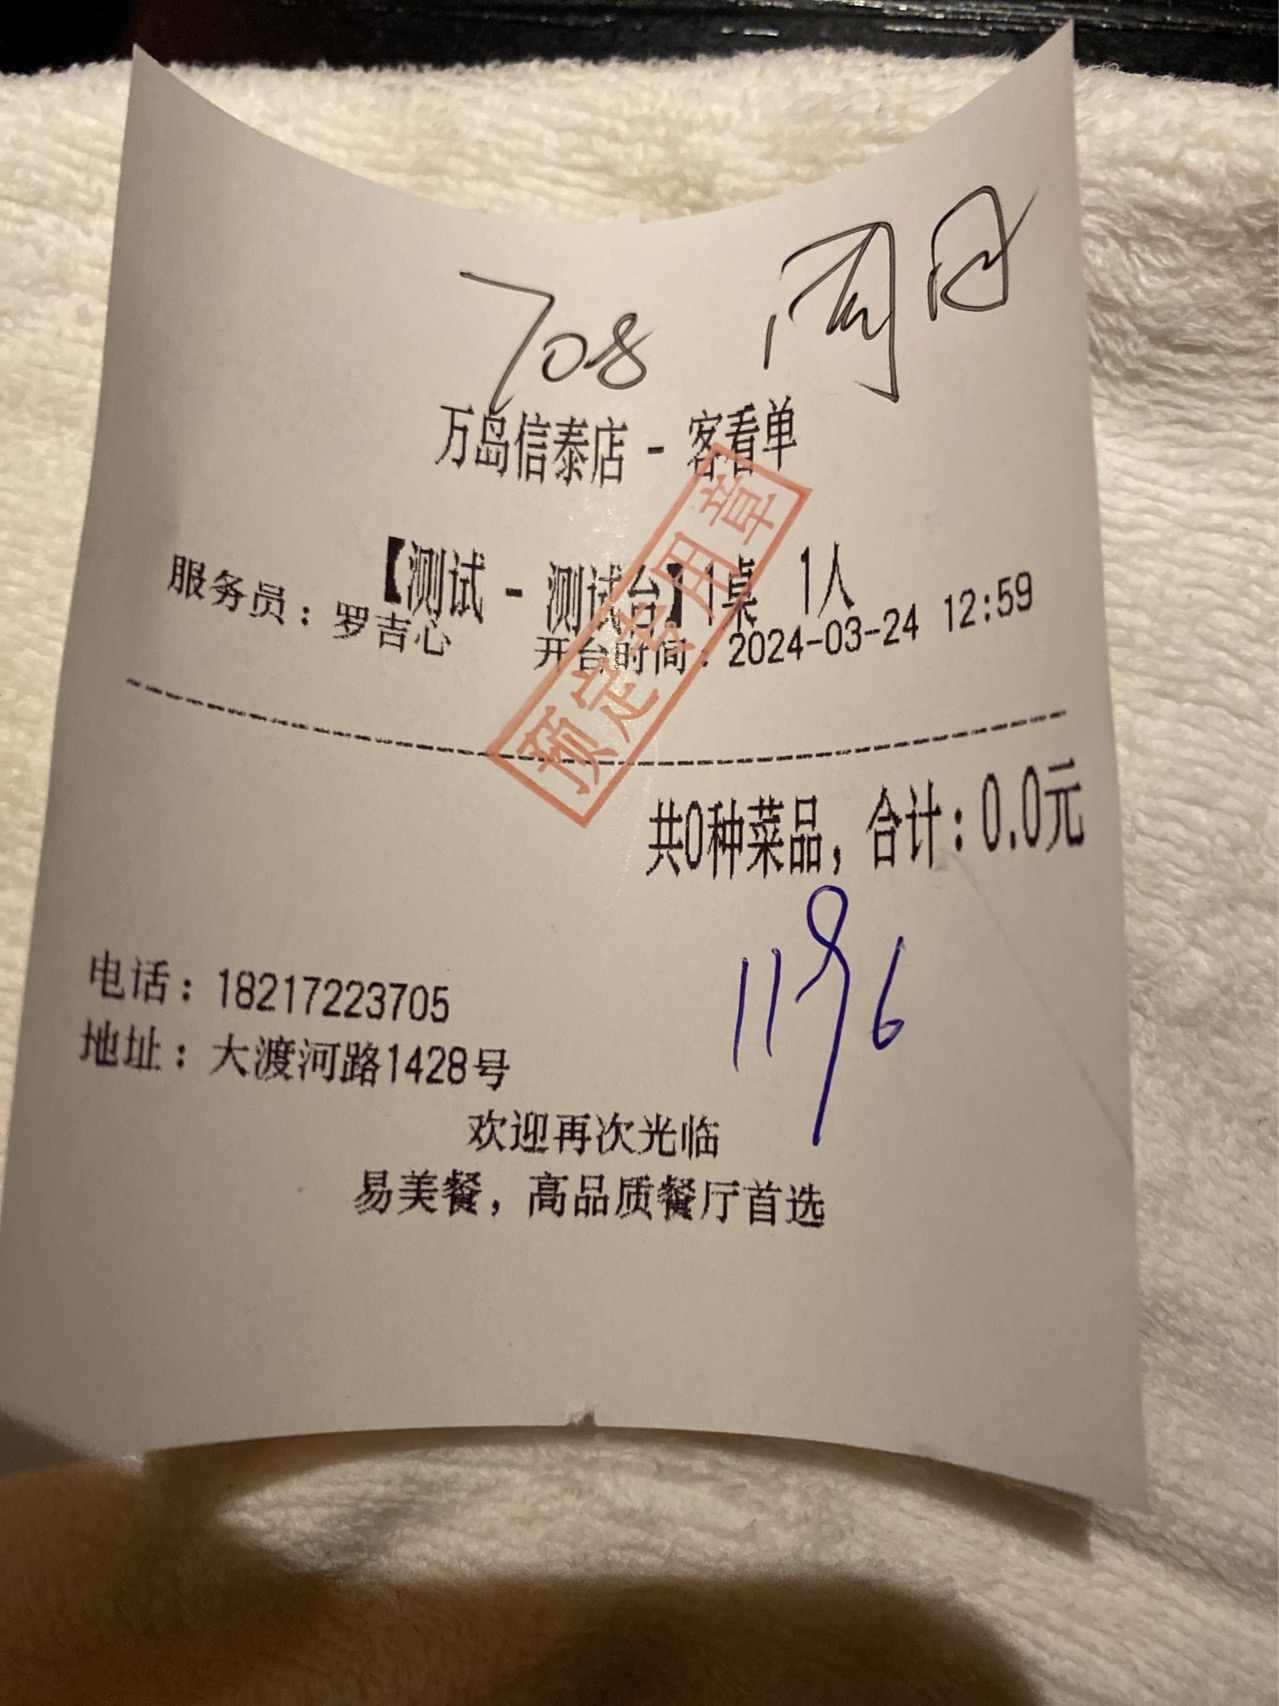 708
万岛信泰店 - 客看单
【测试 - 测试台】1桌 1人
服务员：罗吉心 开台时间：2024-03-24 12:59
预定专用章
共0种菜品，合计：0.0元
1196
电话：18217223705
地址：大渡河路1428号
欢迎再次光临
易美餐，高品质餐厅首选